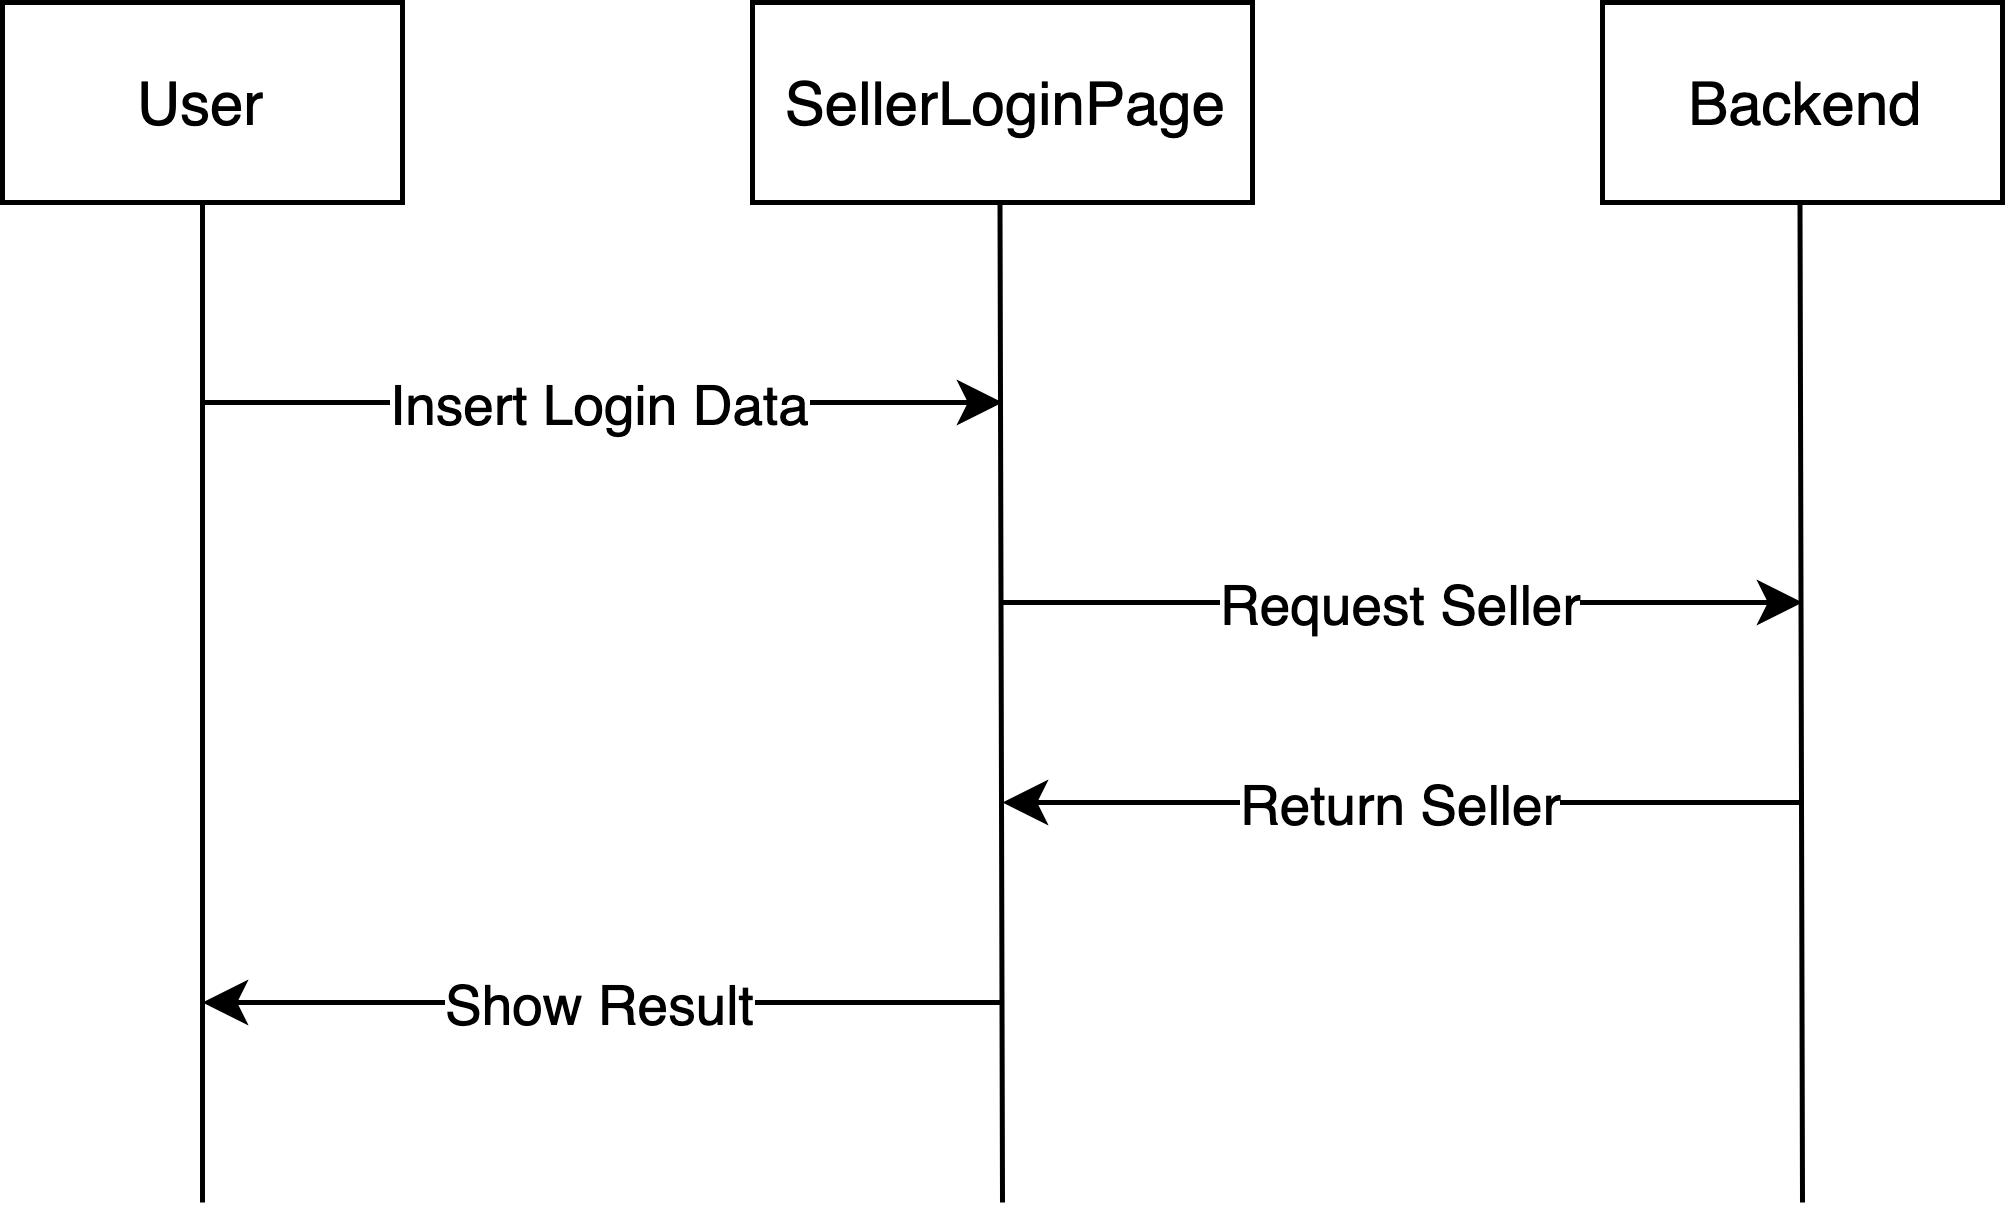 User
SellerLoginPage
Backend
Insert Login Data
Request Seller
Return Seller
Show Result